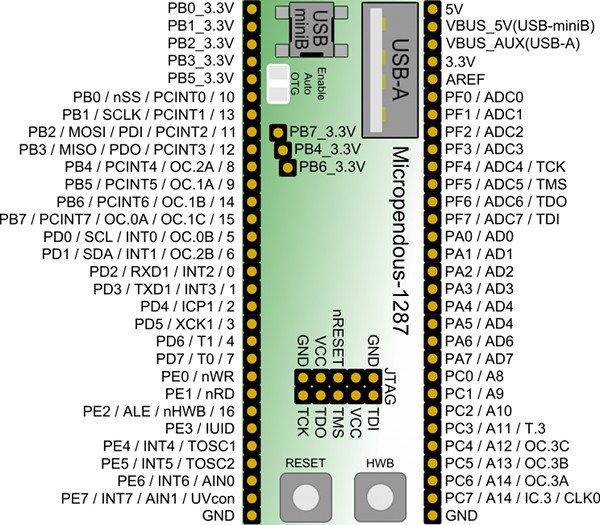 PB0_3.3V
PB1_3.3V
PB2_3.3V
PB3_3.3V
PB5_3.3V
PB0 / nSS / PCINT0 / 10
PB1 / SCLK / PCINT1 / 13
PB2 / MOSI / PDI / PCINT2 / 11
PB3 / MISO / PDO / PCINT3 / 12
PB4 / PCINT4 / OC.2A / 8
PB5 / PCINT5 / OC.1A / 9
PB6 / PCINT6 / OC.1B / 14
PB7 / PCINT7 / OC.0A / OC.1C / 15
PD0 / SCL / INT0 / OC.0B / 5
PD1 / SDA / INT1 / OC.2B / 6
PD2 / RXD1 / INT2 / 0
PD3 / TXD1 / INT3 / 1
PD4 / ICP1 / 2
PD5 / XCK1 / 3
PD6 / T1 / 4
PD7 / T0 / 7
PE0 / nWR
PE1 / nRD
PE2 / ALE / nHWB / 16
PE3 / IUID
PE4 / INT4 / TOSC1
PE5 / INT5 / TOSC2
PE6 / INT6 / AIN0
PE7 / INT7 / AIN1 / UVcon
GND
USB
miniB
USB-A
Enable
Auto
OTG
PB7_3.3V
PB4_3.3V
PB6_3.3V
Micropendous-1287
GND
VCC
nRESET
GND
JTAG
TCK
TDO
TMS
VCC
TDI
RESET
HWB
5V
VBUS_5V(USB-miniB)
VBUS_AUX(USB-A)
3.3V
AREF
PF0 / ADC0
PF1 / ADC1
PF2 / ADC2
PF3 / ADC3
PF4 / ADC4 / TCK
PF5 / ADC5 / TMS
PF6 / ADC6 / TDO
PF7 / ADC7 / TDI
PA0 / AD0
PA1 / AD1
PA2 / AD2
PA3 / AD3
PA4 / AD4
PA5 / AD4
PA6 / AD6
PA7 / AD7
PC0 / A8
PC1 / A9
PC2 / A10
PC3 / A11 / T.3
PC4 / A12 / OC.3C
PC5 / A13 / OC.3B
PC6 / A14 / OC.3A
PC7 / A14 / IC.3 / CLK0
GND